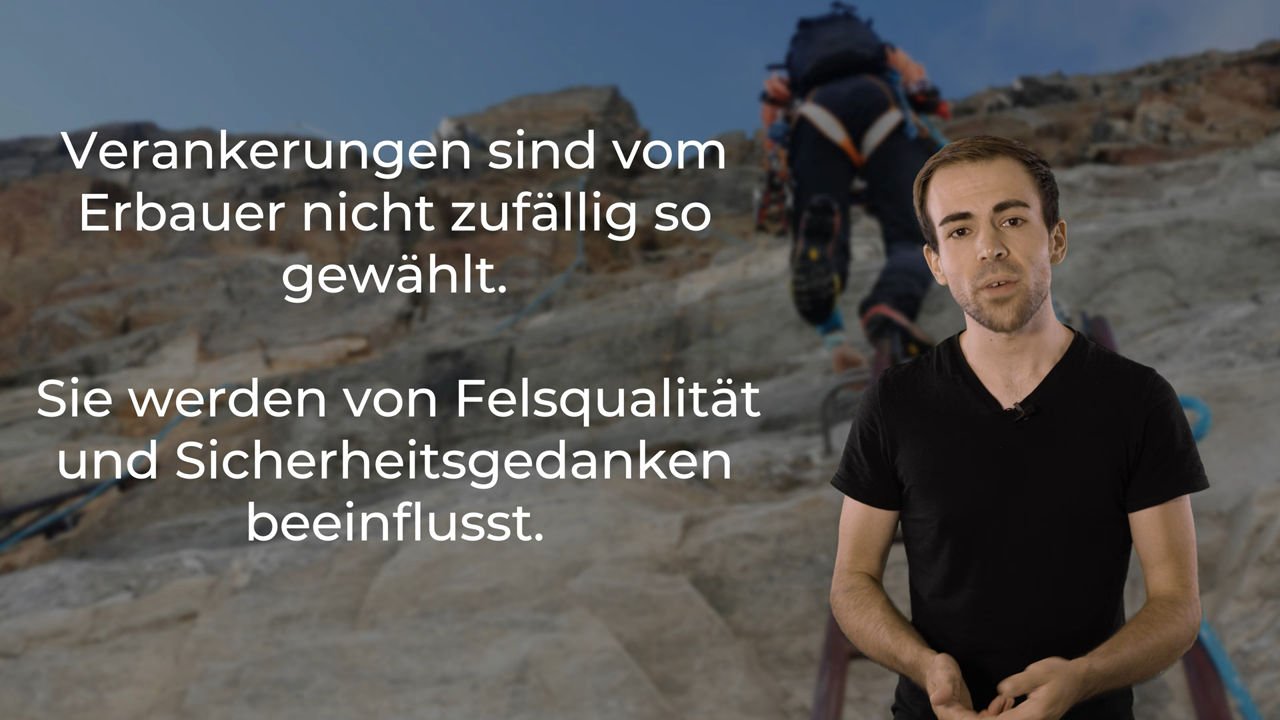 Verankerungen sind vom
Erbauer nicht zufällig so
gewählt.
Sie werden von Felsqualität
und Sicherheitsgedanken
beeinflusst.